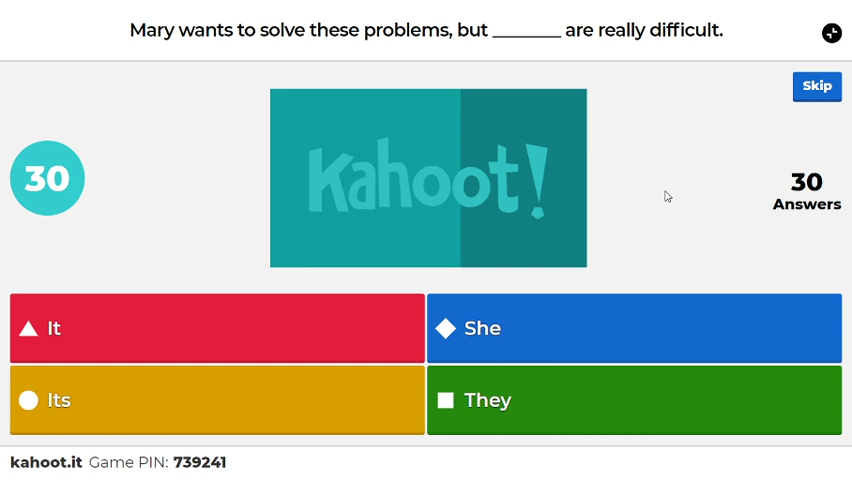 Mary wants to solve these problems, but _______ are really difficult.
Skip
30
Kahoot!
30
Answers
It
She
Its
They
kahoot.it Game PIN: 739241